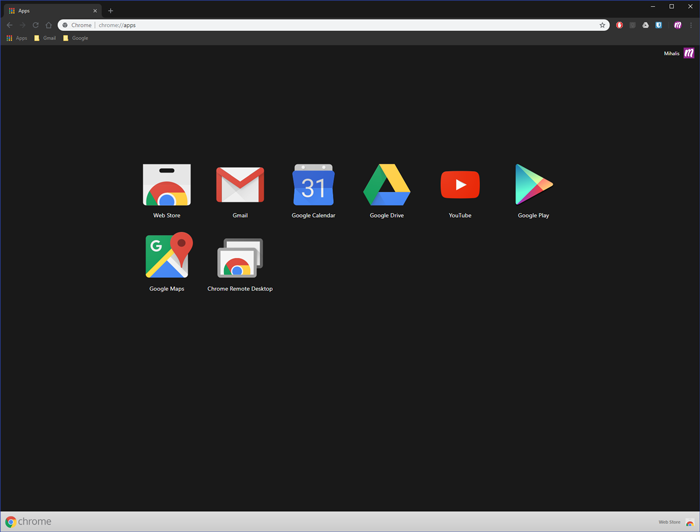 Apps
Chrome chrome://apps
Apps Gmail Google
Mihalis m
Web Store Gmail Google Calendar Google Drive YouTube Google Play
31
G
Google Maps Chrome Remote Desktop
chrome
Web Store